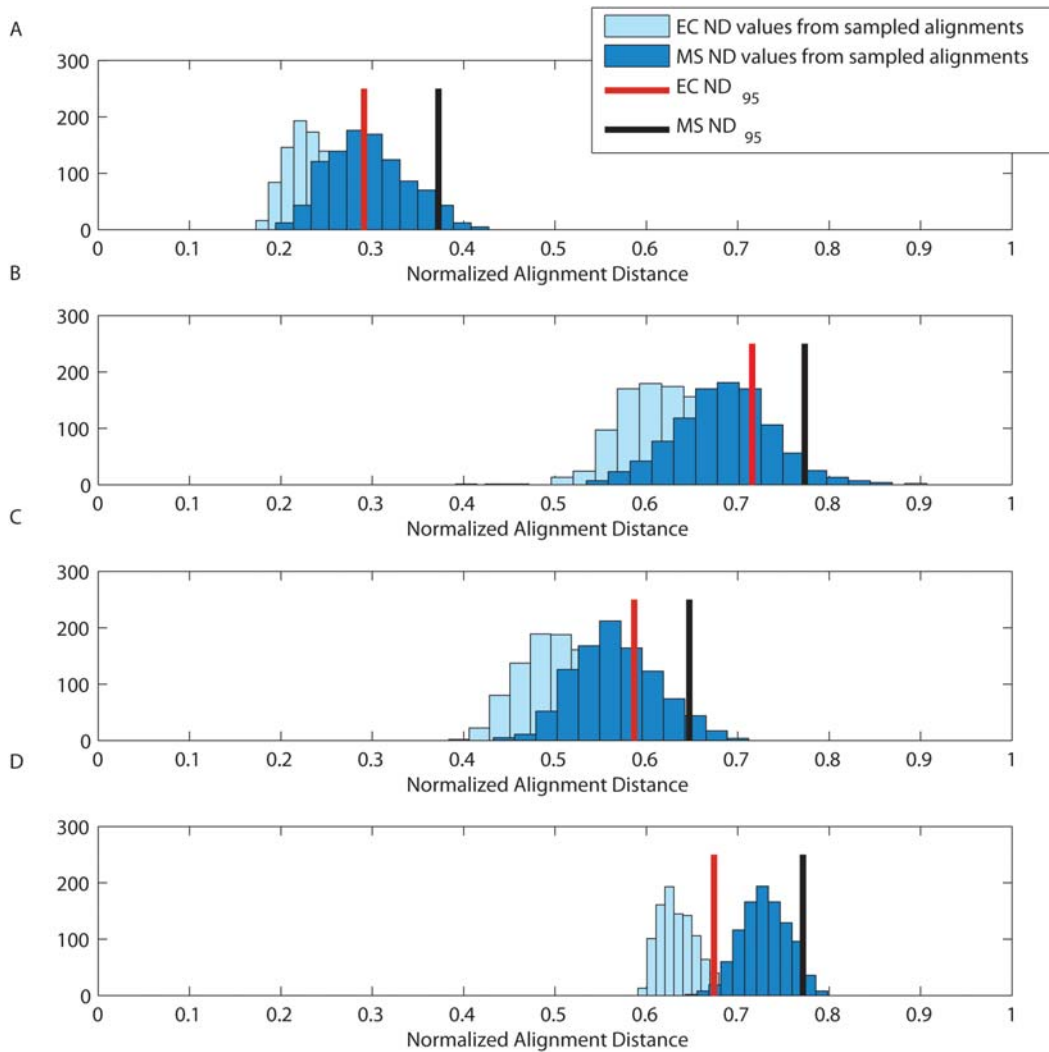 A
EC ND values from sampled alignments
MS ND values from sampled alignments
EC ND 95
MS ND 95
300
200
100
0
0 0.1 0.2 0.3 0.4 0.5 0.6 0.7 0.8 0.9 1
Normalized Alignment Distance
B
300
200
100
0
0 0.1 0.2 0.3 0.4 0.5 0.6 0.7 0.8 0.9 1
Normalized Alignment Distance
C
300
200
100
0
0 0.1 0.2 0.3 0.4 0.5 0.6 0.7 0.8 0.9 1
Normalized Alignment Distance
D
300
200
100
0
0 0.1 0.2 0.3 0.4 0.5 0.6 0.7 0.8 0.9 1
Normalized Alignment Distance